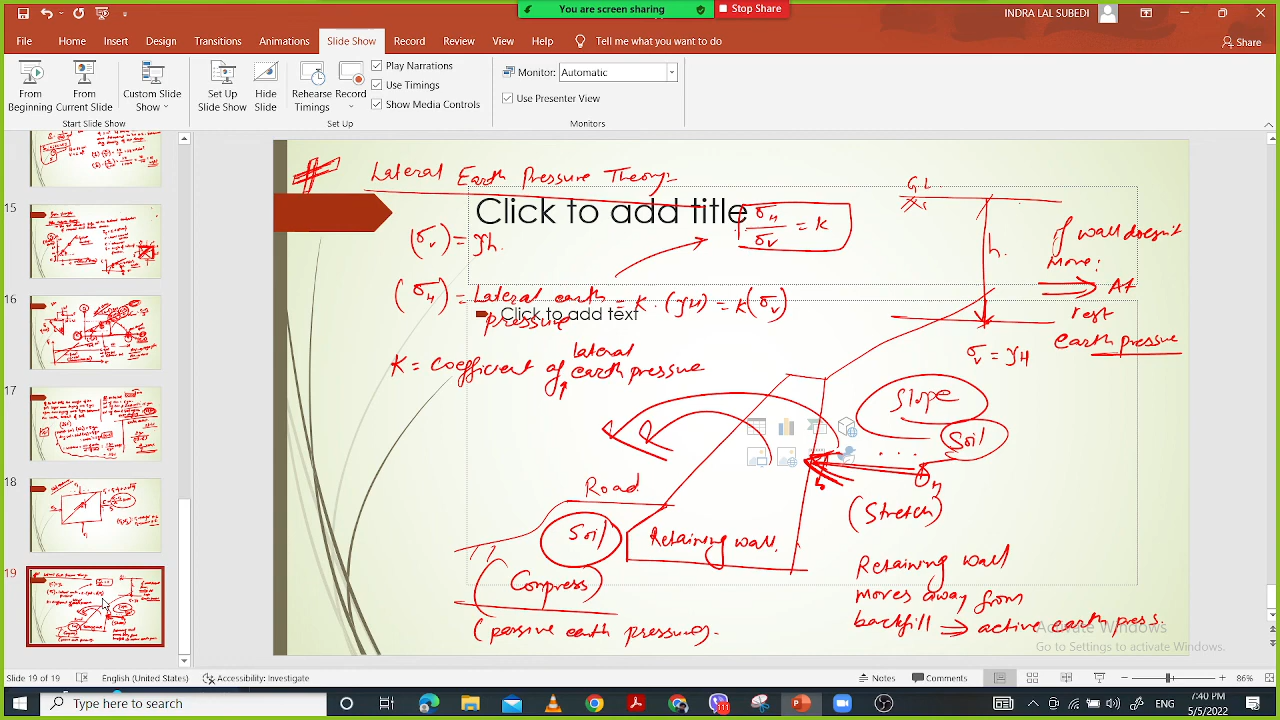 You are screen sharing
Stop Share
INDRA LAL SUBEDI
File Home Insert Design Transitions Animations Slide Show Record Review View Help Tell me what you want to do
Share
From Beginning
From Current Slide
Custom Slide Show
Set Up Slide Show
Hide Slide
Rehearse Timings
Record
Play Narrations
Use Timings
Show Media Controls
Monitor: Automatic
Use Presenter View
Start Slide Show
Set Up
Monitors
15
16
17
18
19
# Lateral Earth Pressure Theory:
Click to add title
G.L
(σv) = γh.
σH/σv = k
h.
If wall doesn't
move:
⇒ At
rest
earth pressure
(σH) = Lateral earth pressure = K. (γH) = k(σv)
Click to add text
σv = γH
K = coefficient of lateral earth pressure
Slope
Soil
Road
(Stretch)
Soil
Retaining wall.
(Compress)
(passive earth pressure).
Retaining wall
moves away from
backfill ⇒ active earth press.
Activate Windows
Go to Settings to activate Windows.
Slide 19 of 19
English (United States)
Accessibility: Investigate
Notes
Comments
86%
Type here to search
111
ENG
7:40 PM
5/5/2022